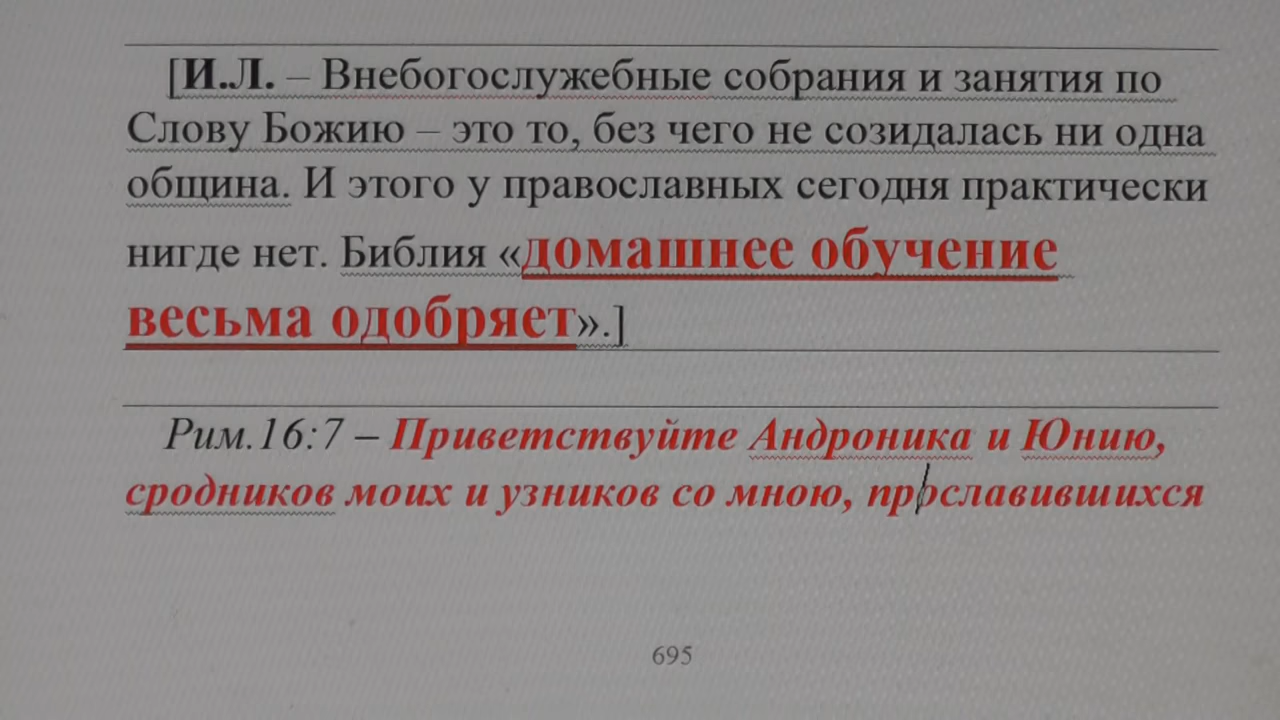 [И.Л. – Внебогослужебные собрания и занятия по
Слову Божию – это то, без чего не созидалась ни одна
община. И этого у православных сегодня практически
нигде нет. Библия «домашнее обучение
весьма одобряет».]
Рим.16:7 – Приветствуйте Андроника и Юнию,
сродников моих и узников со мною, прославившихся
695